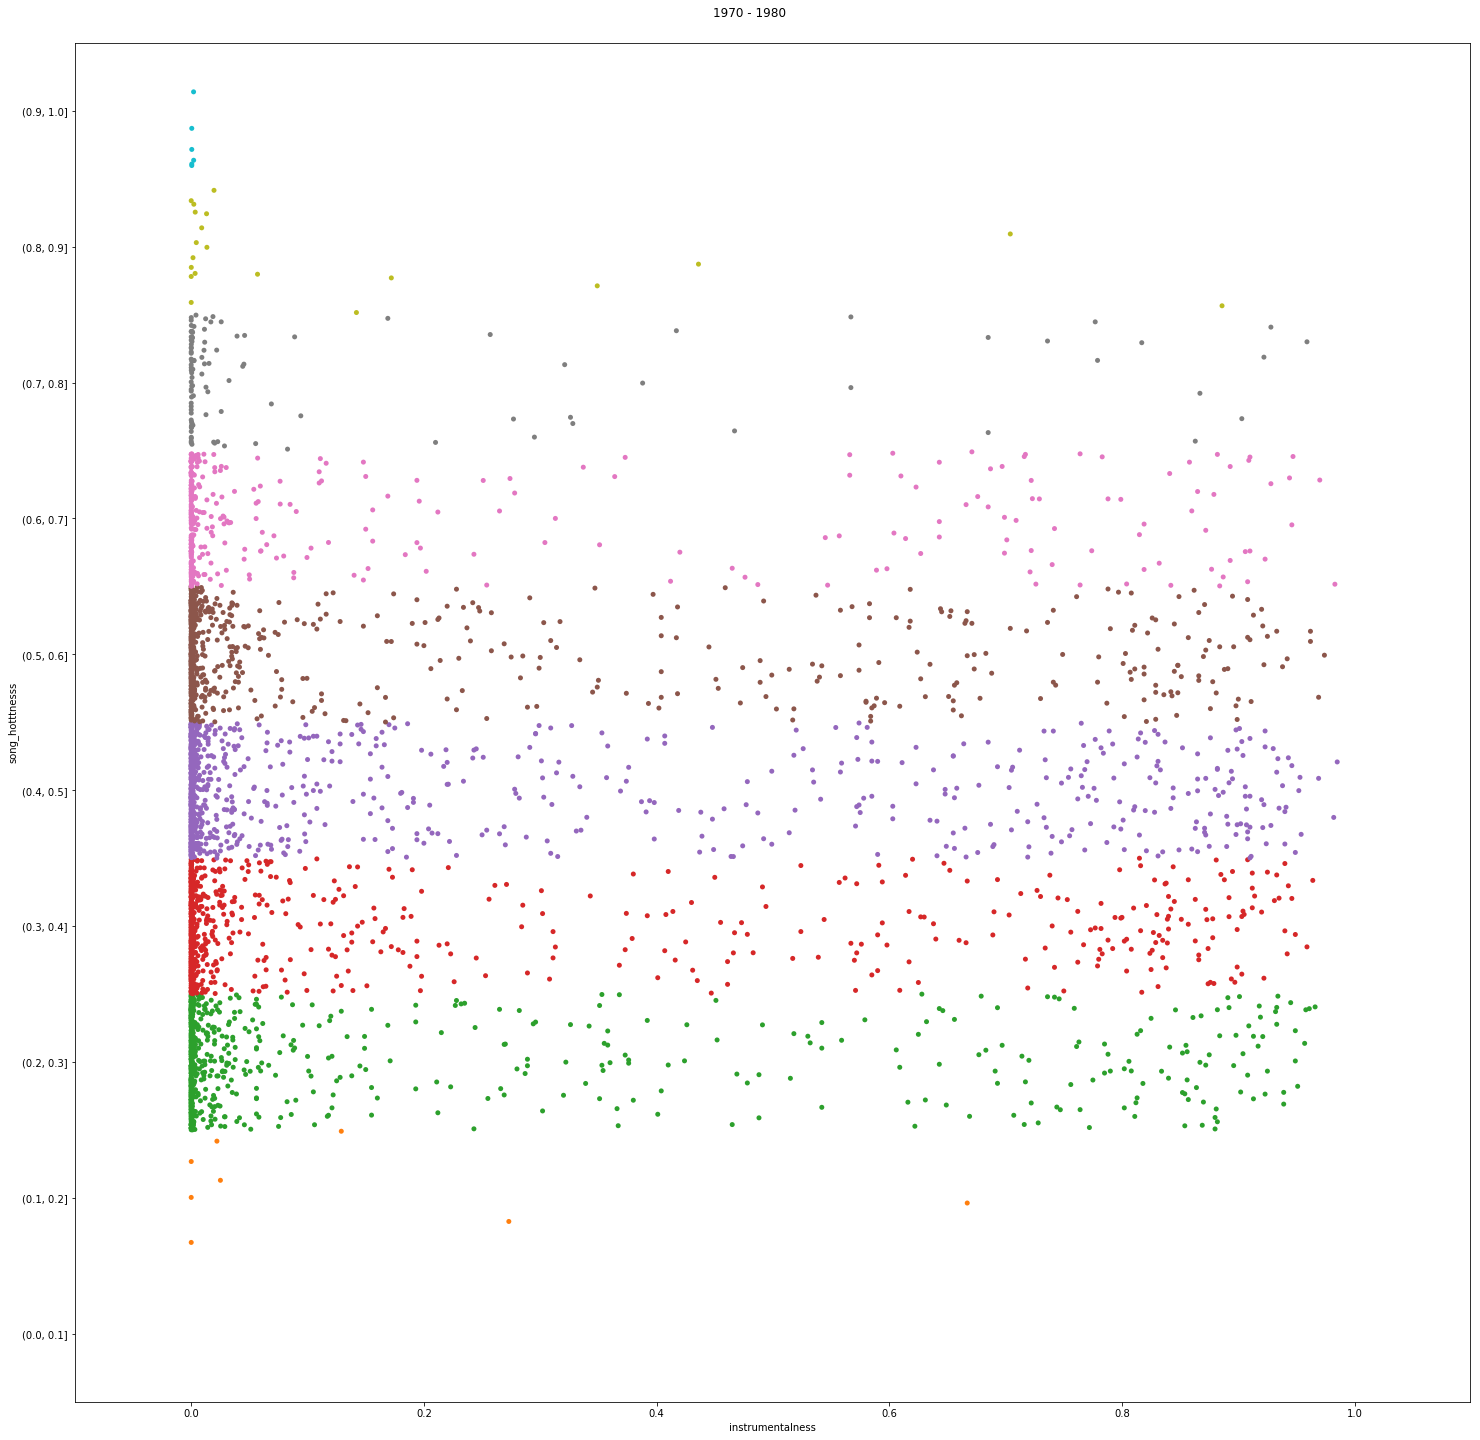 1970 - 1980
(0.9, 1.0]
(0.8, 0.9]
(0.7, 0.8]
(0.6, 0.7]
(0.5, 0.6]
(0.4, 0.5]
(0.3, 0.4]
(0.2, 0.3]
(0.1, 0.2]
(0.0, 0.1]
song_hotttnesss
0.0 0.2 0.4 0.6 0.8 1.0
instrumentalness